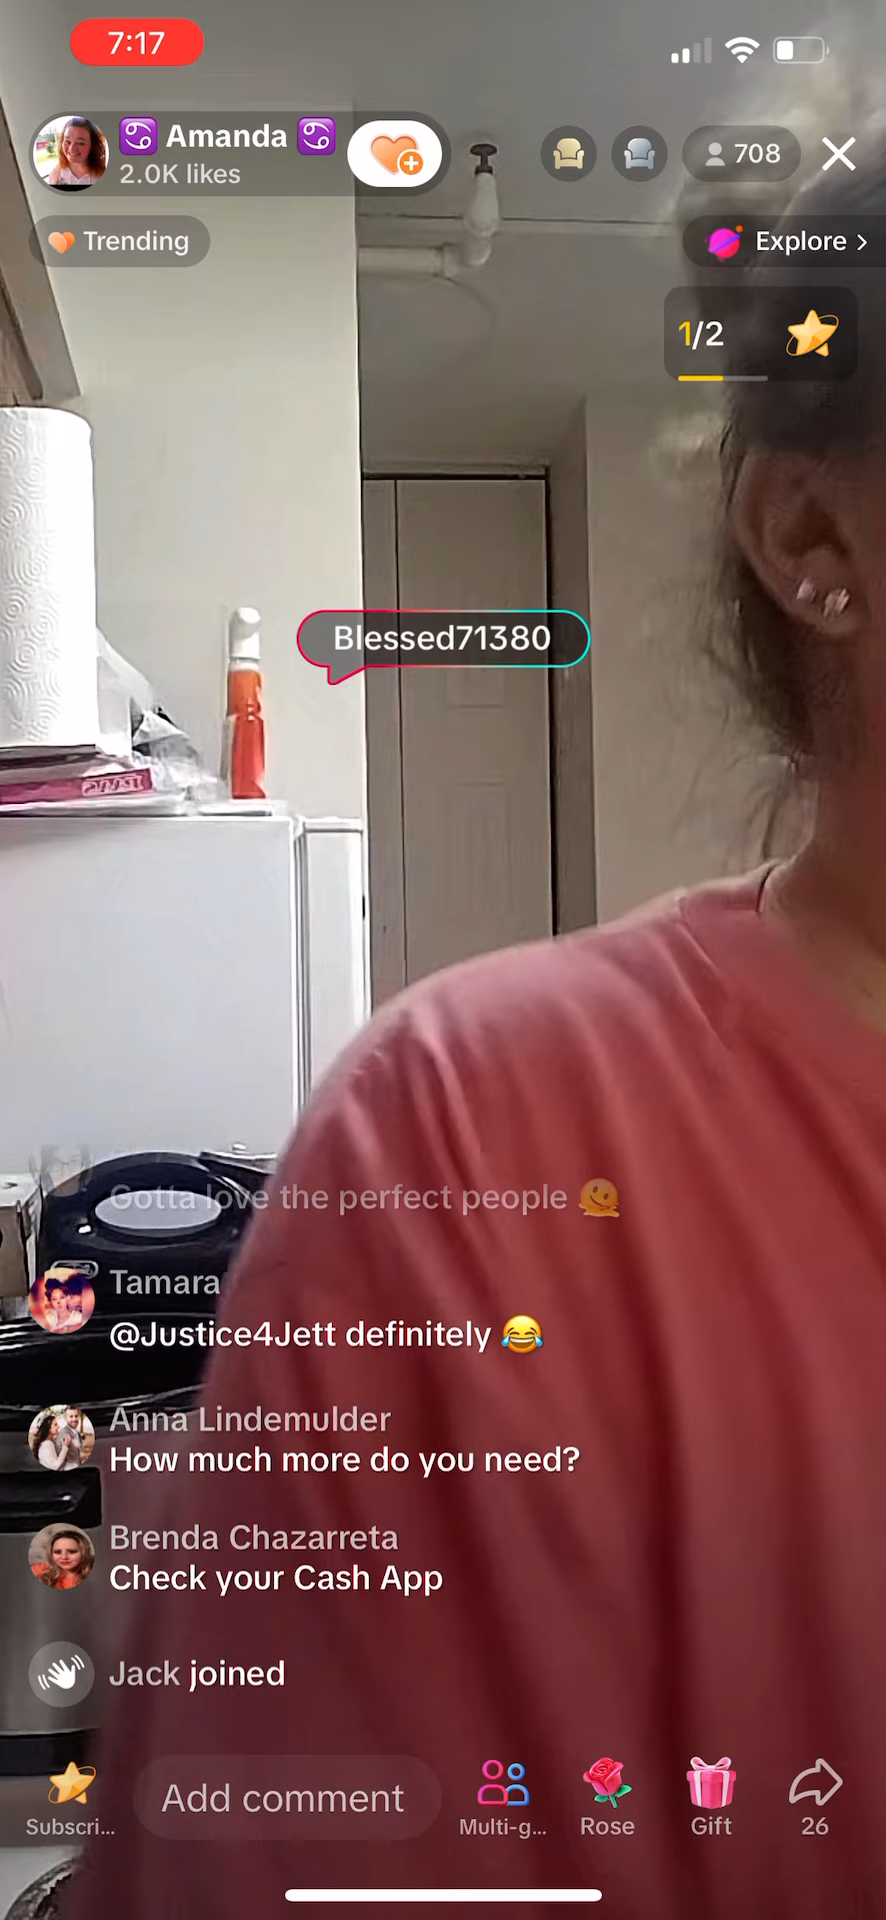 7:17
♋ Amanda ♋
2.0K likes
708
Trending
Explore >
1/2
Blessed71380
Gotta love the perfect people 🫠
Tamara
@Justice4Jett definitely 😂
Anna Lindemulder
How much more do you need?
Brenda Chazarreta
Check your Cash App
Jack joined
Add comment
Subscri...
Multi-g...
Rose
Gift
26